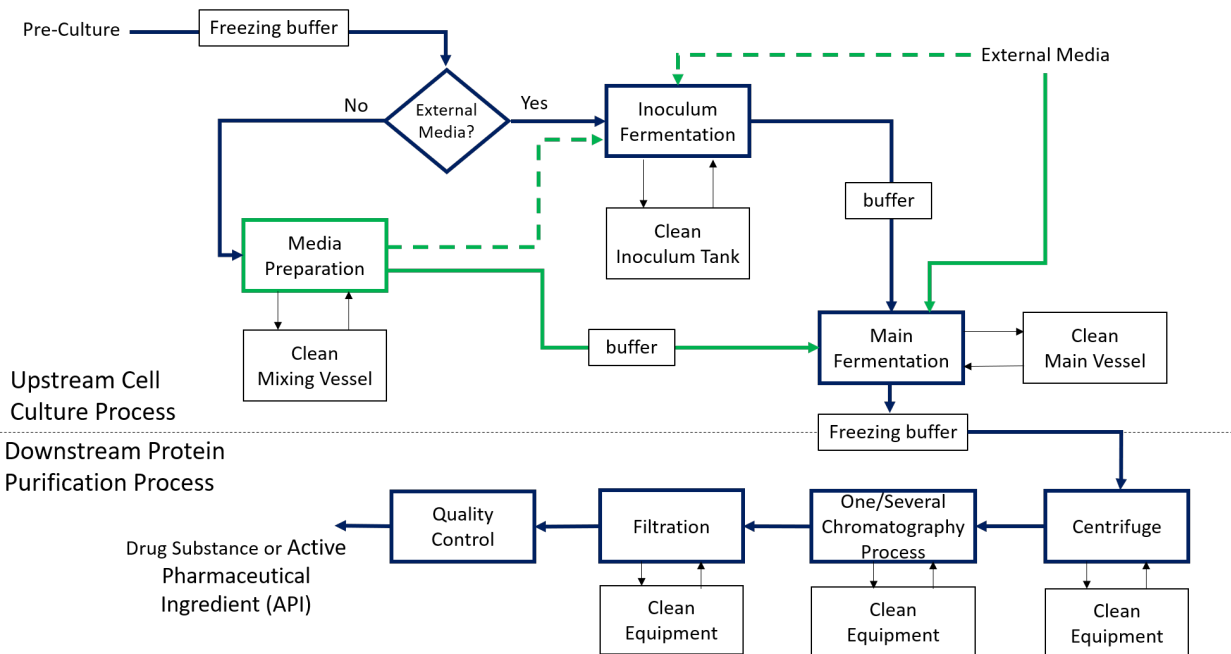 Pre-Culture
Freezing buffer
External Media
No
External
Media?
Yes
Inoculum
Fermentation
buffer
Clean
Inoculum Tank
Media
Preparation
buffer
Main
Fermentation
Clean
Main Vessel
Clean
Mixing Vessel
Upstream Cell
Culture Process
Freezing buffer
Downstream Protein
Purification Process
Quality
Control
Filtration
One/Several
Chromatography
Process
Centrifuge
Drug Substance or Active
Pharmaceutical
Ingredient (API)
Clean
Equipment
Clean
Equipment
Clean
Equipment